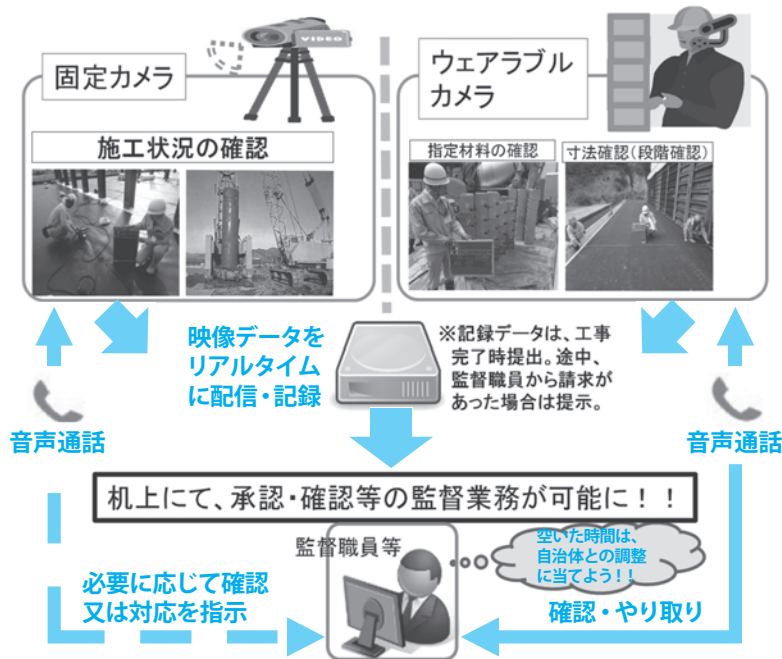 VIDEO
固定カメラ
施工状況の確認
ウェアラブル
カメラ
指定材料の確認
寸法確認（段階確認）
映像データを
リアルタイム
に配信・記録
※記録データは、工事
完了時提出。途中、
監督職員から請求が
あった場合は提示。
音声通話
音声通話
机上にて、承認・確認等の監督業務が可能に！！
監督職員等
空いた時間は、
自治体との調整
に当てよう！！
必要に応じて確認
又は対応を指示
確認・やり取り